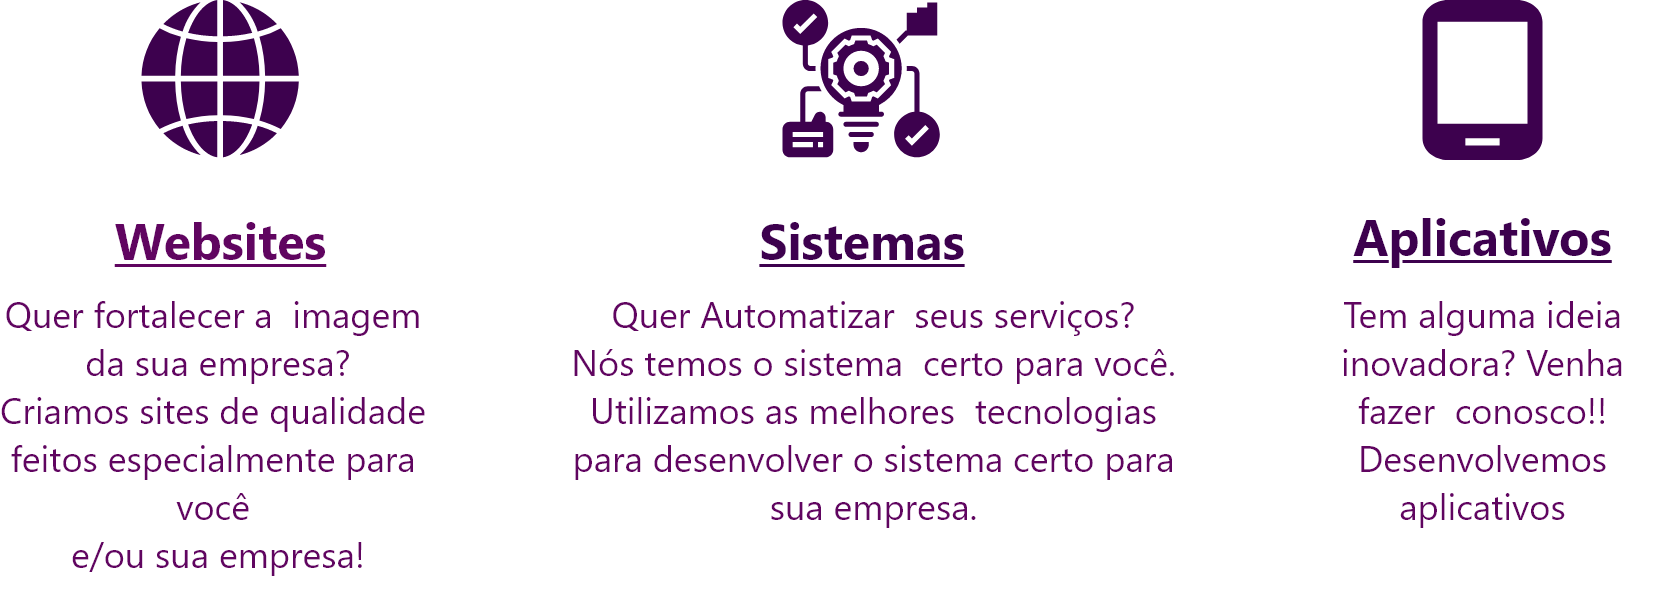 Websites
Quer fortalecer a  imagem
da sua empresa?
Criamos sites de qualidade
feitos especialmente para
você
e/ou sua empresa!
Sistemas
Quer Automatizar  seus serviços?
Nós temos o sistema  certo para você.
Utilizamos as melhores  tecnologias
para desenvolver o sistema certo para
sua empresa.
Aplicativos
Tem alguma ideia
inovadora? Venha
fazer  conosco!!
Desenvolvemos
aplicativos